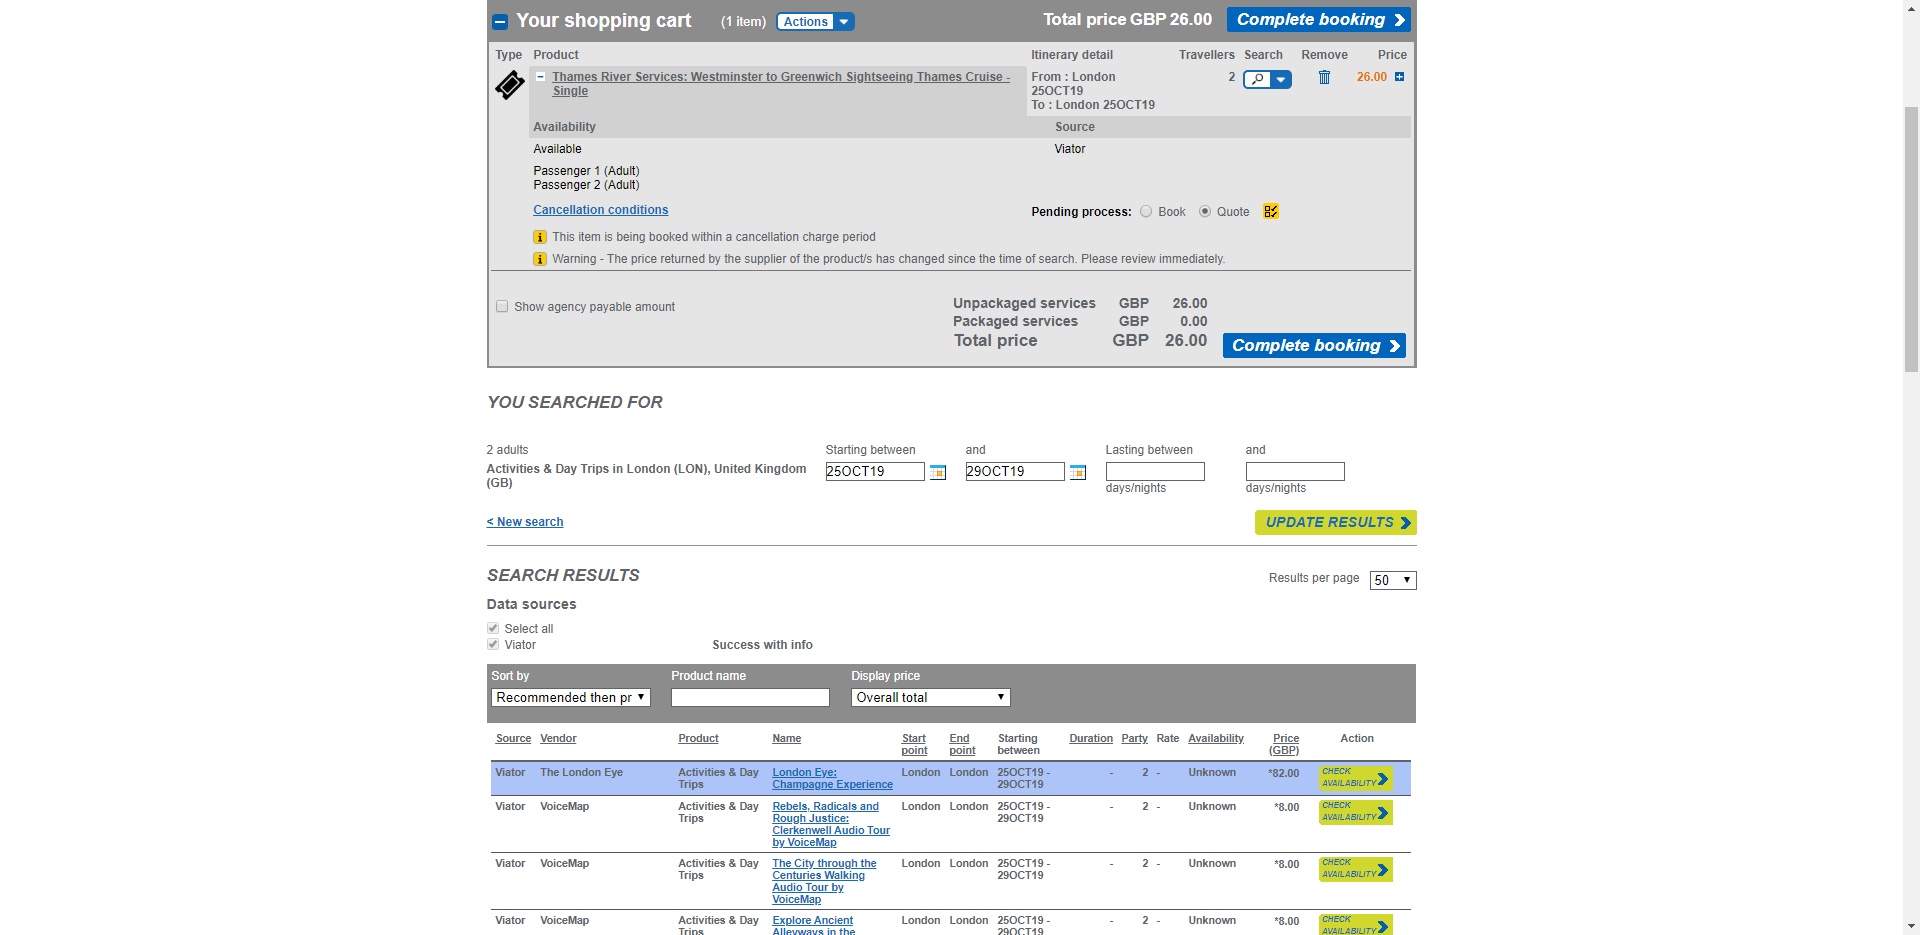 Your shopping cart (1 item) Actions Total price GBP 26.00 Complete booking
Type Product Itinerary detail Travellers Search Remove Price
Thames River Services: Westminster to Greenwich Sightseeing Thames Cruise - From : London 2 26.00
Single 25OCT19
To : London 25OCT19
Availability Source
Available Viator
Passenger 1 (Adult)
Passenger 2 (Adult)
Cancellation conditions Pending process: Book Quote
This item is being booked within a cancellation charge period
Warning - The price returned by the supplier of the product/s has changed since the time of search. Please review immediately.
Show agency payable amount
Unpackaged services GBP 26.00
Packaged services GBP 0.00
Total price GBP 26.00 Complete booking
YOU SEARCHED FOR
2 adults Starting between and Lasting between and
Activities & Day Trips in London (LON), United Kingdom 25OCT19 29OCT19
(GB) days/nights days/nights
< New search UPDATE RESULTS
SEARCH RESULTS Results per page 50
Data sources
Select all
Viator Success with info
Sort by Product name Display price
Recommended then pr Overall total
Source Vendor Product Name Start End Starting Duration Party Rate Availability Price Action
point point between (GBP)
Viator The London Eye Activities & Day London Eye: London London 25OCT19 - - 2 - Unknown *82.00 CHECK
Trips Champagne Experience 29OCT19 AVAILABILITY
Viator VoiceMap Activities & Day Rebels, Radicals and London London 25OCT19 - - 2 - Unknown *8.00 CHECK
Trips Rough Justice: 29OCT19 AVAILABILITY
Clerkenwell Audio Tour
by VoiceMap
Viator VoiceMap Activities & Day The City through the London London 25OCT19 - - 2 - Unknown *8.00 CHECK
Trips Centuries Walking 29OCT19 AVAILABILITY
Audio Tour by
VoiceMap
Viator VoiceMap Activities & Day Explore Ancient London London 25OCT19 - - 2 - Unknown *8.00 CHECK
Trips Alleyways in the 29OCT19 AVAILABILITY